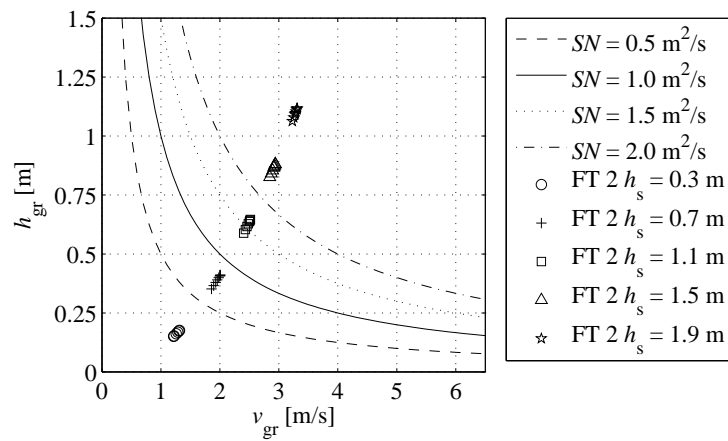 1.5
1.25
1
0.75
0.5
0.25
0
h_gr [m]
0 1 2 3 4 5 6
v_gr [m/s]
SN = 0.5 m²/s
SN = 1.0 m²/s
SN = 1.5 m²/s
SN = 2.0 m²/s
FT 2 h_s = 0.3 m
FT 2 h_s = 0.7 m
FT 2 h_s = 1.1 m
FT 2 h_s = 1.5 m
FT 2 h_s = 1.9 m